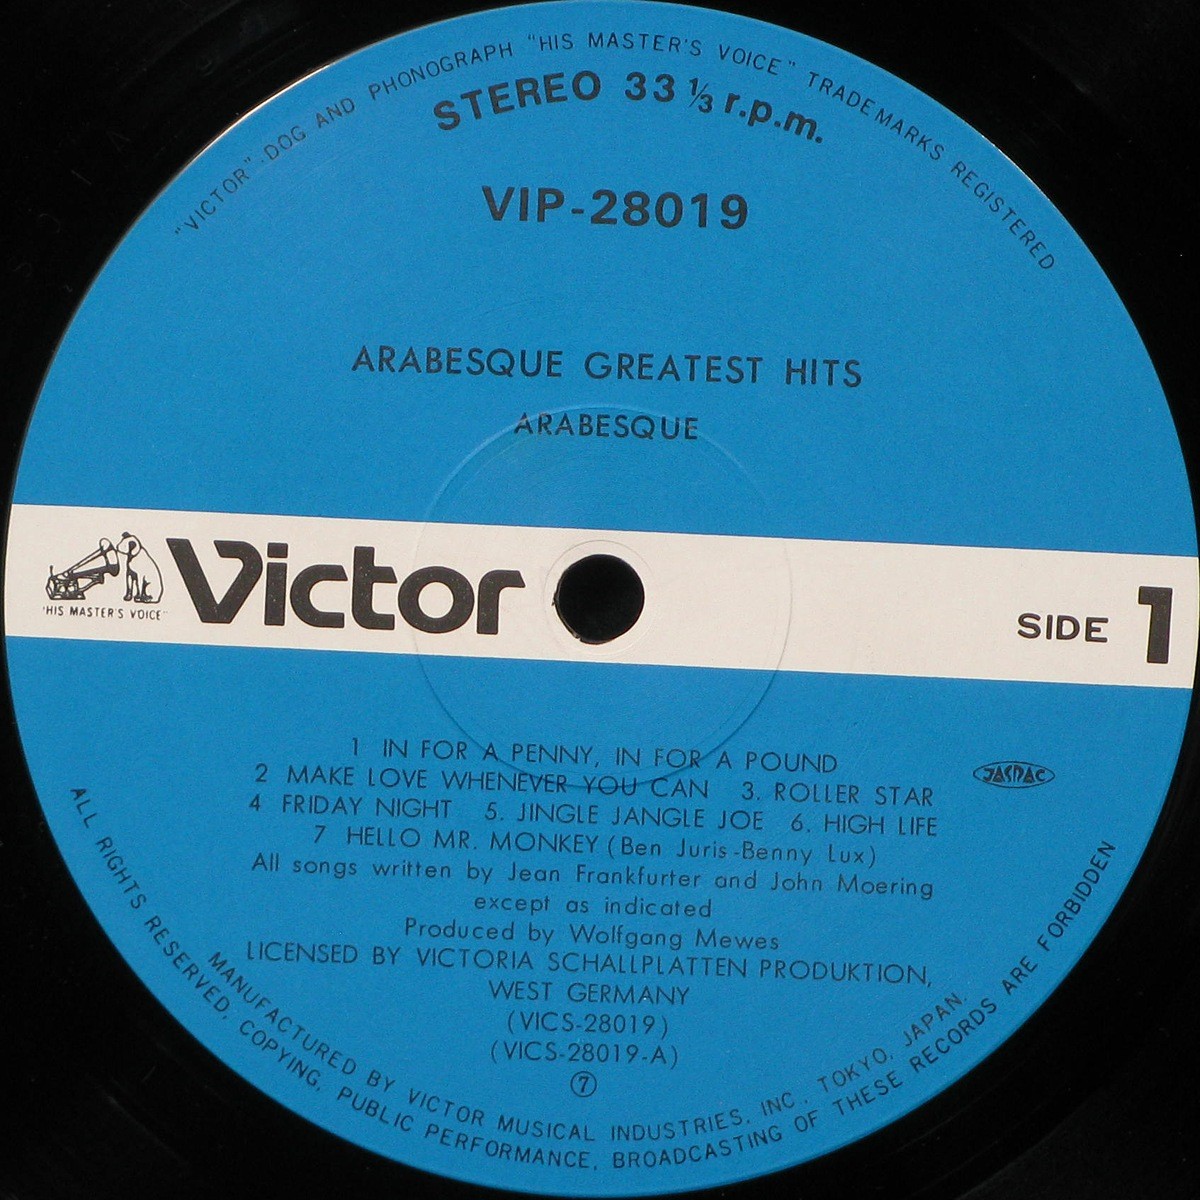 "VICTOR"-DOG AND PHONOGRAPH "HIS MASTER'S VOICE" TRADE MARKS REGISTERED
STEREO 33 ⅓ r.p.m.
VIP-28019
ARABESQUE GREATEST HITS
ARABESQUE
'HIS MASTER'S VOICE'
Victor
SIDE 1
1 IN FOR A PENNY, IN FOR A POUND
2 MAKE LOVE WHENEVER YOU CAN 3. ROLLER STAR
4 FRIDAY NIGHT 5. JINGLE JANGLE JOE 6. HIGH LIFE
7 HELLO MR. MONKEY (Ben Juris-Benny Lux)
JASRAC
All songs written by Jean Frankfurter and John Moering
except as indicated
Produced by Wolfgang Mewes
LICENSED BY VICTORIA SCHALLPLATTEN PRODUKTION,
WEST GERMANY
(VICS-28019)
(VICS-28019-A)
⑦
MANUFACTURED BY VICTOR MUSICAL INDUSTRIES, INC. TOKYO, JAPAN.
ALL RIGHTS RESERVED, COPYING, PUBLIC PERFORMANCE, BROADCASTING OF THESE RECORDS ARE FORBIDDEN